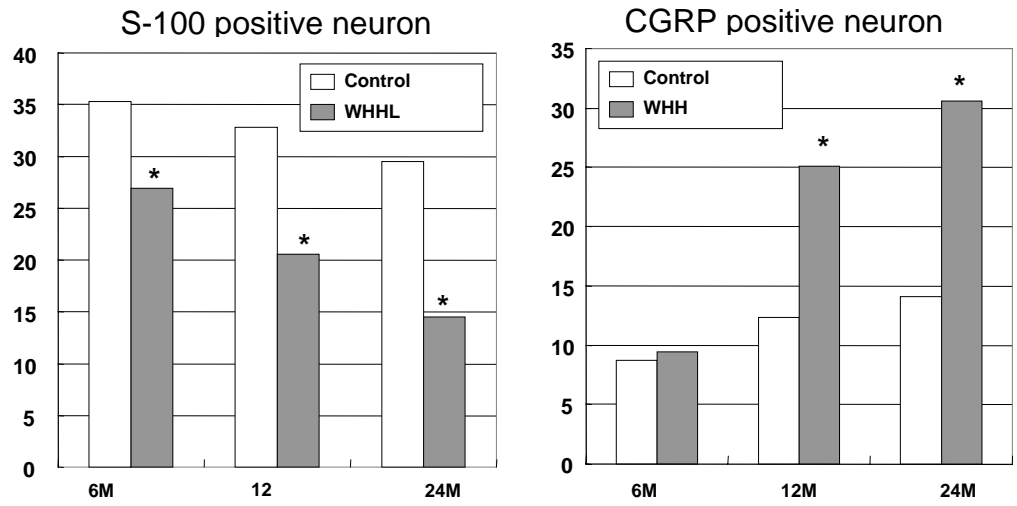 S-100 positive neuron
40
35
30
25
20
15
10
5
0
Control
WHHL
*
*
*
6M
12
24M
CGRP positive neuron
35
30
25
20
15
10
5
0
Control
WHH
*
*
6M
12M
24M